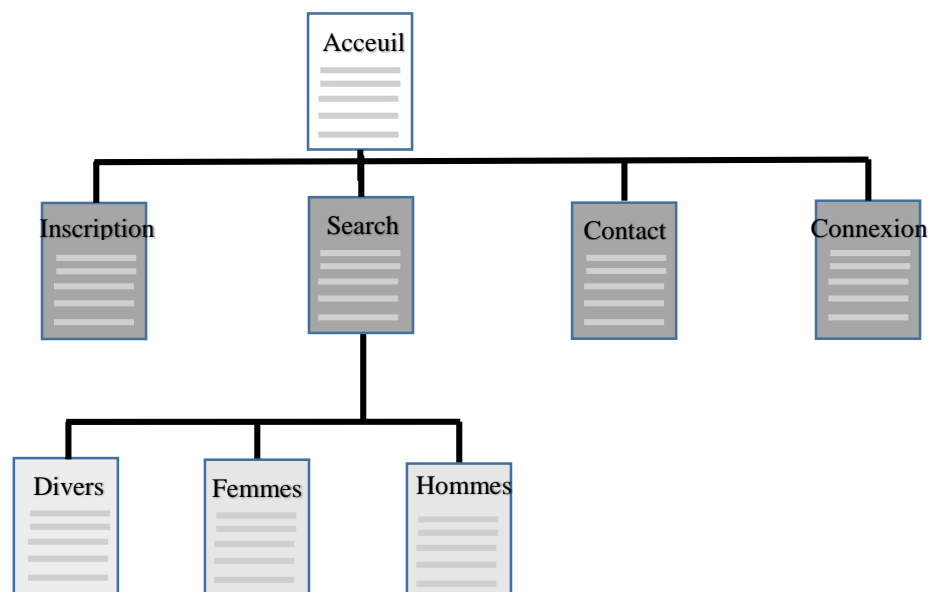 Acceuil
Inscription
Search
Contact
Connexion
Divers
Femmes
Hommes